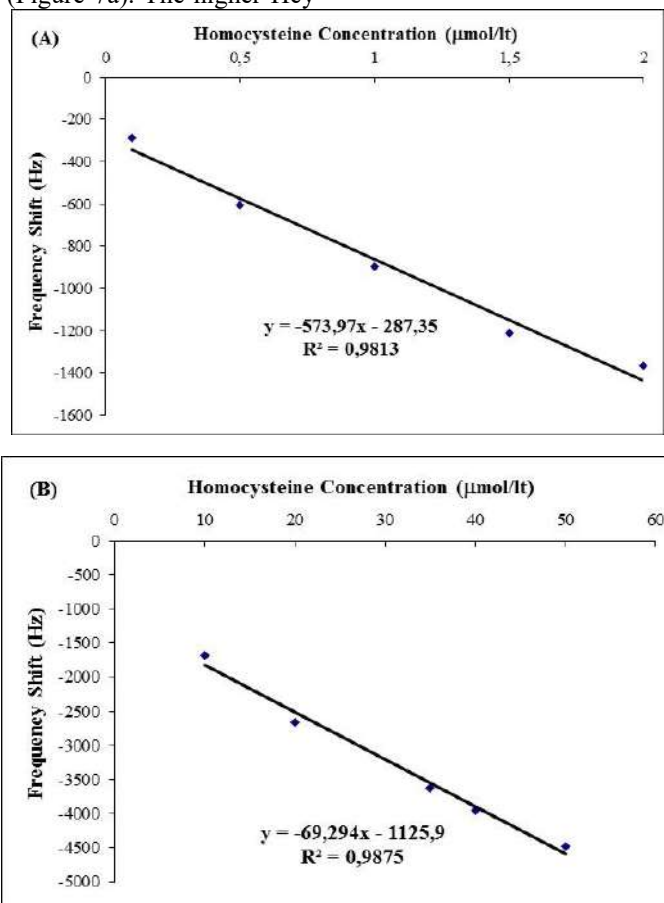 (Figure 7a). The higher Hcy
(A)
Homocysteine Concentration (μmol/lt)
0 0,5 1 1,5 2
0
-200
-400
-600
-800
-1000
-1200
-1400
-1600
Frequency Shift (Hz)
y = -573,97x - 287,35
R² = 0,9813
(B)
Homocysteine Concentration (μmol/lt)
0 10 20 30 40 50 60
0
-500
-1000
-1500
-2000
-2500
-3000
-3500
-4000
-4500
-5000
Frequency Shift (Hz)
y = -69,294x - 1125,9
R² = 0,9875